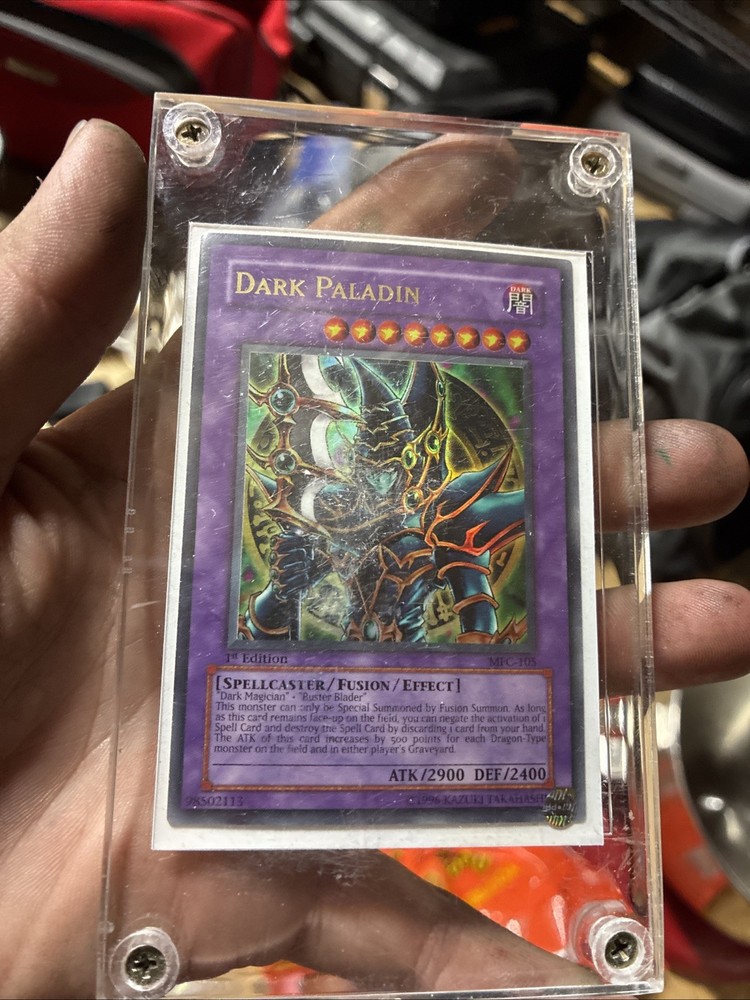 DARK PALADIN
DARK
闇
1st Edition
MFC-105
[SPELLCASTER/FUSION/EFFECT]
"Dark Magician" + "Buster Blader"
This monster can only be Special Summoned by Fusion Summon. As long
as this card remains face-up on the field, you can negate the activation of 1
Spell Card and destroy the Spell Card by discarding 1 card from your hand.
The ATK of this card increases by 500 points for each Dragon-Type
monster on the field and in either player's Graveyard.
ATK/2900 DEF/2400
98502113
©1996 KAZUKI TAKAHASHI